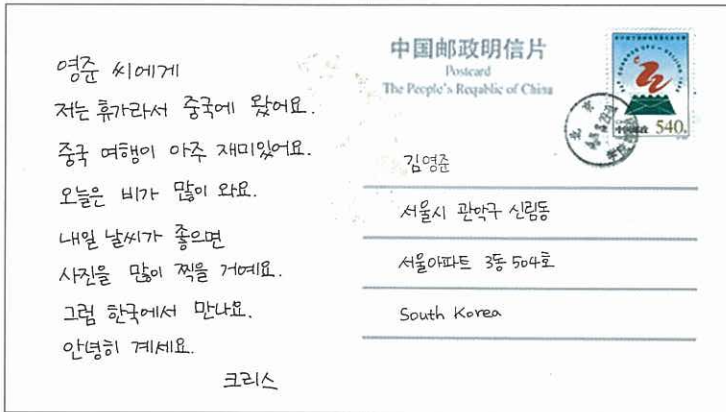 영준 씨에게
저는 휴가라서 중국에 왔어요.
중국 여행이 아주 재미있어요.
오늘은 비가 많이 와요.
내일 날씨가 좋으면
사진을 많이 찍을 거예요.
그럼 한국에서 만나요.
안녕히 계세요.
크리스
中国邮政明信片
Postcard
The People's Republic of China
540
김영준
서울시 관악구 신림동
서울아파트 3동 504호
South Korea